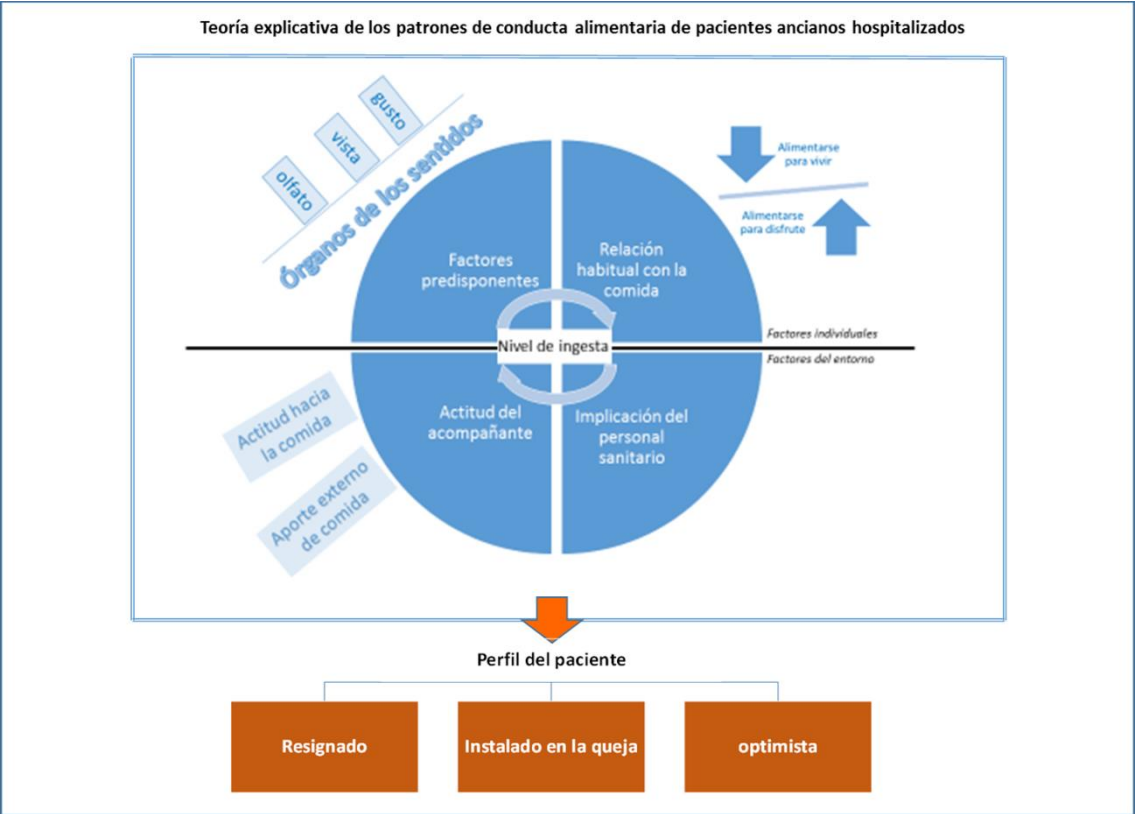 Teoría explicativa de los patrones de conducta alimentaria de pacientes ancianos hospitalizados
gusto
vista
olfato
Órganos de los sentidos
Alimentarse
para vivir
Alimentarse
para disfrute
Factores
predisponentes
Relación
habitual con la
comida
Factores individuales
Nivel de ingesta
Factores del entorno
Actitud hacia
la comida
Aporte externo
de comida
Actitud del
acompañante
Implicación del
personal
sanitario
Perfil del paciente
Resignado
Instalado en la queja
optimista